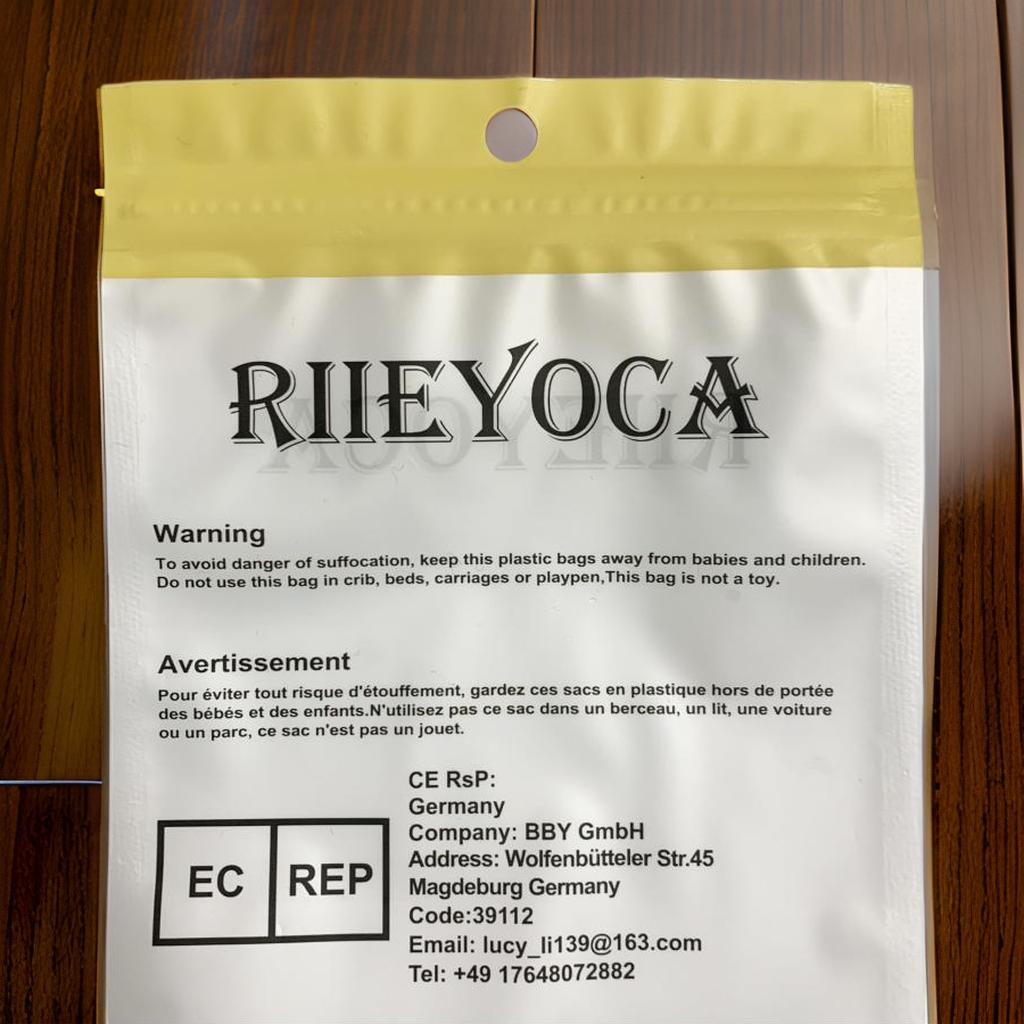 RIIEYOCA
Warning
To avoid danger of suffocation, keep this plastic bags away from babies and children.
Do not use this bag in crib, beds, carriages or playpen,This bag is not a toy.
Avertissement
Pour éviter tout risque d'étouffement, gardez ces sacs en plastique hors de portée
des bébés et des enfants.N'utilisez pas ce sac dans un berceau, un lit, une voiture
ou un parc, ce sac n'est pas un jouet.
CE RsP:
Germany
Company: BBY GmbH
Address: Wolfenbütteler Str.45
Magdeburg Germany
Code:39112
Email: lucy_li139@163.com
Tel: +49 17648072882
EC REP